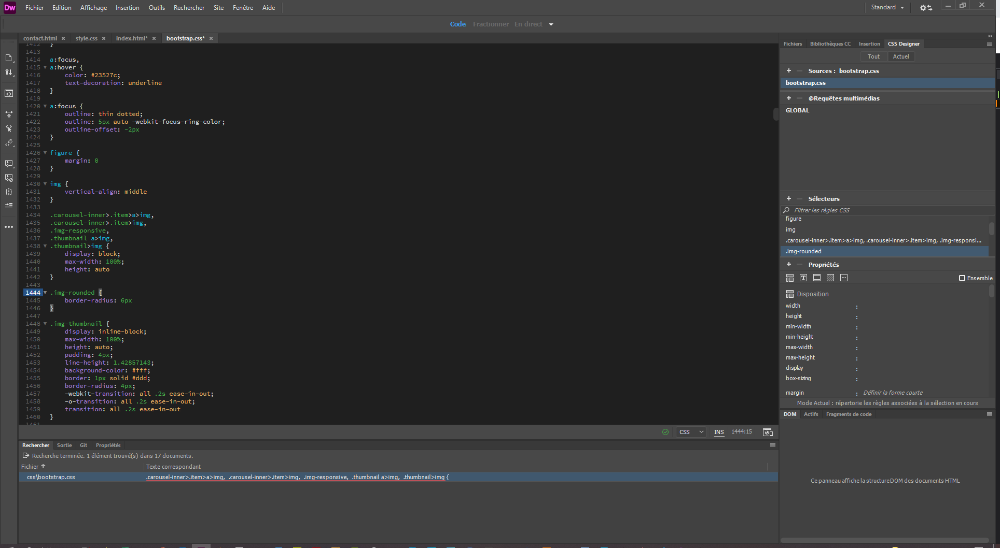 Dw Fichier Edition Affichage Insertion Outils Rechercher Site Fenêtre Aide Standard
Code Fractionner En direct
contact.html × style.css × index.html* × bootstrap.css* ×
1412 }
1413
1414 a:focus,
1415 a:hover {
1416 color: #23527c;
1417 text-decoration: underline
1418 }
1419
1420 a:focus {
1421 outline: thin dotted;
1422 outline: 5px auto -webkit-focus-ring-color;
1423 outline-offset: -2px
1424 }
1425
1426 figure {
1427 margin: 0
1428 }
1429
1430 img {
1431 vertical-align: middle
1432 }
1433
1434 .carousel-inner>.item>a>img,
1435 .carousel-inner>.item>img,
1436 .img-responsive,
1437 .thumbnail a>img,
1438 .thumbnail>img {
1439 display: block;
1440 max-width: 100%;
1441 height: auto
1442 }
1443
1444 .img-rounded {
1445 border-radius: 6px
1446 }
1447
1448 .img-thumbnail {
1449 display: inline-block;
1450 max-width: 100%;
1451 height: auto;
1452 padding: 4px;
1453 line-height: 1.42857143;
1454 background-color: #fff;
1455 border: 1px solid #ddd;
1456 border-radius: 4px;
1457 -webkit-transition: all .2s ease-in-out;
1458 -o-transition: all .2s ease-in-out;
1459 transition: all .2s ease-in-out
1460 }
1461
CSS INS 1444:15
Rechercher Sortie Git Propriétés
Recherche terminée. 1 élément trouvé(s) dans 17 documents.
Fichier Texte correspondant
css\bootstrap.css .carousel-inner>.item>a>img, .carousel-inner>.item>img, .img-responsive, .thumbnail a>img, .thumbnail>img {
Fichiers Bibliothèques CC Insertion CSS Designer
Tout Actuel
+ − Sources : bootstrap.css
bootstrap.css
+ − @Requêtes multimédias
GLOBAL
+ − Sélecteurs
Filtrer les règles CSS
figure
img
.carousel-inner>.item>a>img, .carousel-inner>.item>img, .img-responsi...
.img-rounded
+ − Propriétés
Ensemble
Disposition
width :
height :
min-width :
min-height :
max-width :
max-height :
display :
box-sizing :
margin : Définir la forme courte
Mode Actuel : répertorie les règles associées à la sélection en cours
DOM Actifs Fragments de code
Ce panneau affiche la structure DOM des documents HTML